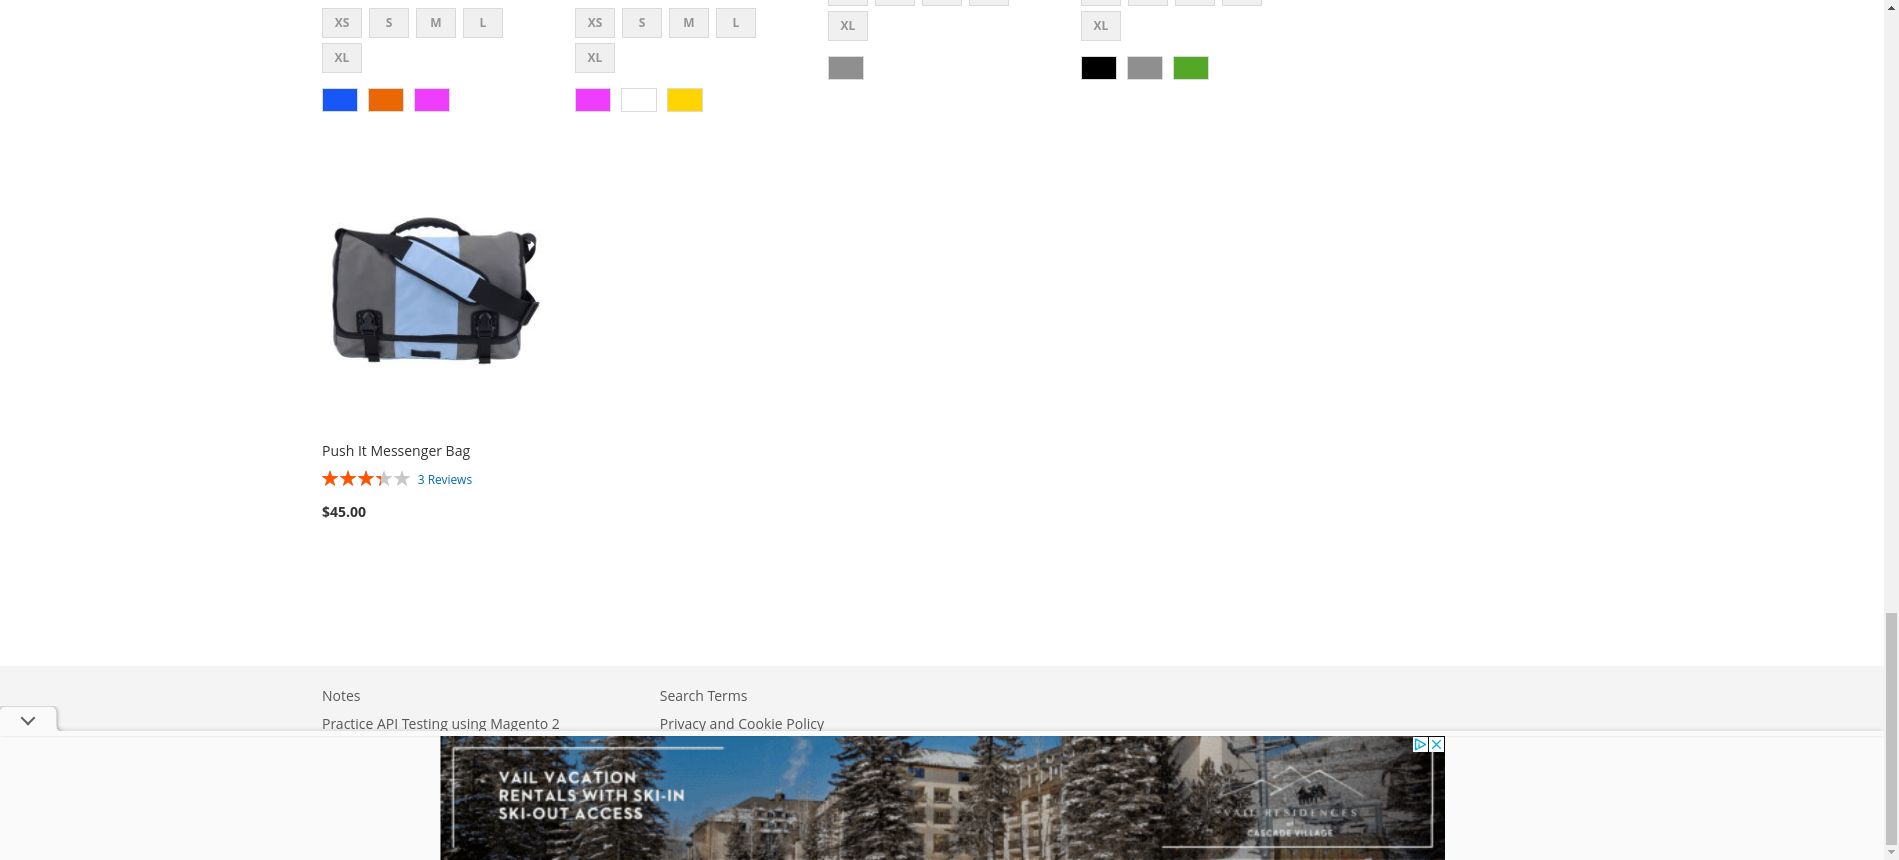 XS S M L
XL
XS S M L
XL
XL
XL
Push It Messenger Bag
3 Reviews
$45.00
Notes
Search Terms
Practice API Testing using Magento 2
Privacy and Cookie Policy
VAIL VACATION
RENTALS WITH SKI-IN
SKI-OUT ACCESS
VAIL RESIDENCES
CASCADE VILLAGE